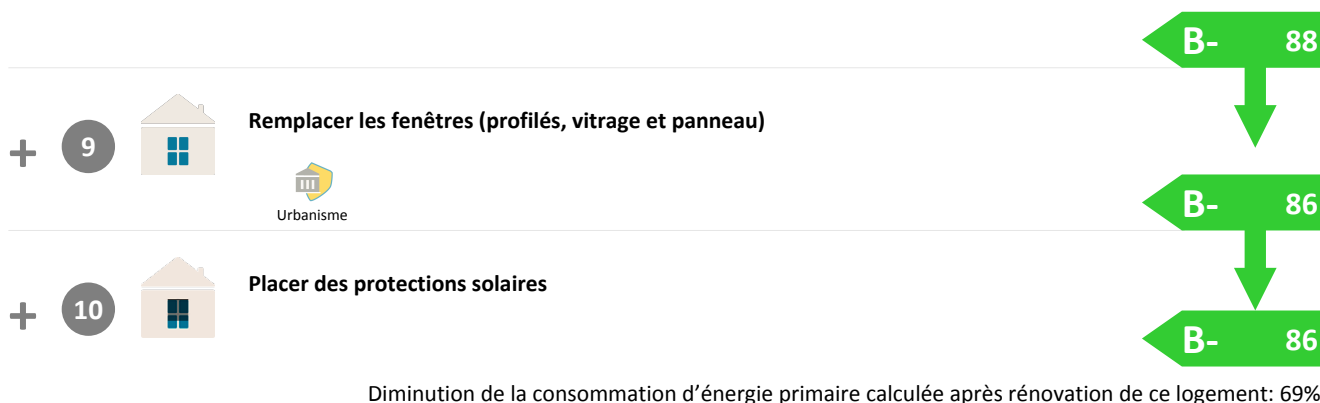 B- 88
+ 9 Remplacer les fenêtres (profilés, vitrage et panneau)
Urbanisme
B- 86
+ 10 Placer des protections solaires
B- 86
Diminution de la consommation d’énergie primaire calculée après rénovation de ce logement: 69%